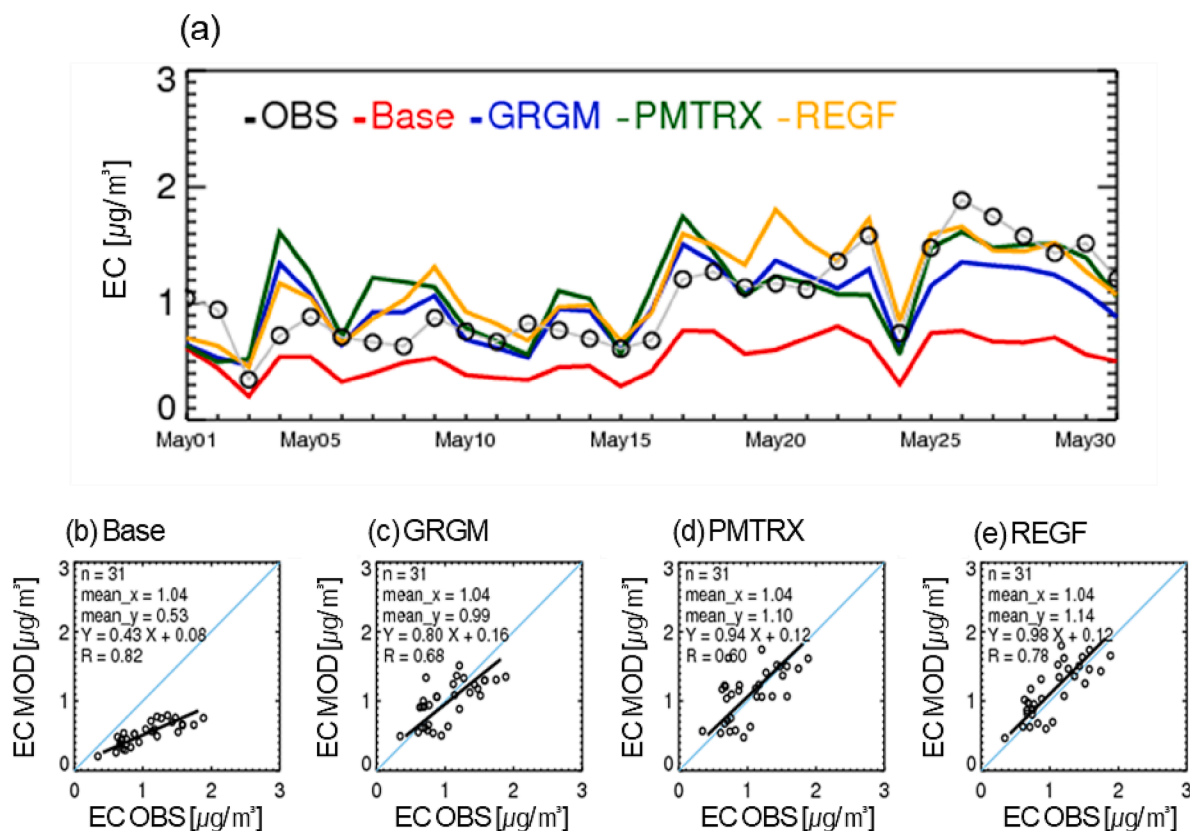 (a)
-OBS -Base -GRGM -PMTRX -REGF
3
2
1
0
EC [µg/m³]
May01 May05 May10 May15 May20 May25 May30
(b) Base (c) GRGM (d) PMTRX (e) REGF
3
2
1
0
EC MOD [µg/m³]
n = 31
mean_x = 1.04
mean_y = 0.53
Y = 0.43 X + 0.08
R = 0.82
0 1 2 3
EC OBS [µg/m³]
3
2
1
0
EC MOD [µg/m³]
n = 31
mean_x = 1.04
mean_y = 0.99
Y = 0.80 X + 0.16
R = 0.68
0 1 2 3
EC OBS [µg/m³]
3
2
1
0
EC MOD [µg/m³]
n = 31
mean_x = 1.04
mean_y = 1.10
Y = 0.94 X + 0.12
R = 0.60
0 1 2 3
EC OBS [µg/m³]
3
2
1
0
EC MOD [µg/m³]
n = 31
mean_x = 1.04
mean_y = 1.14
Y = 0.98 X + 0.12
R = 0.78
0 1 2 3
EC OBS [µg/m³]